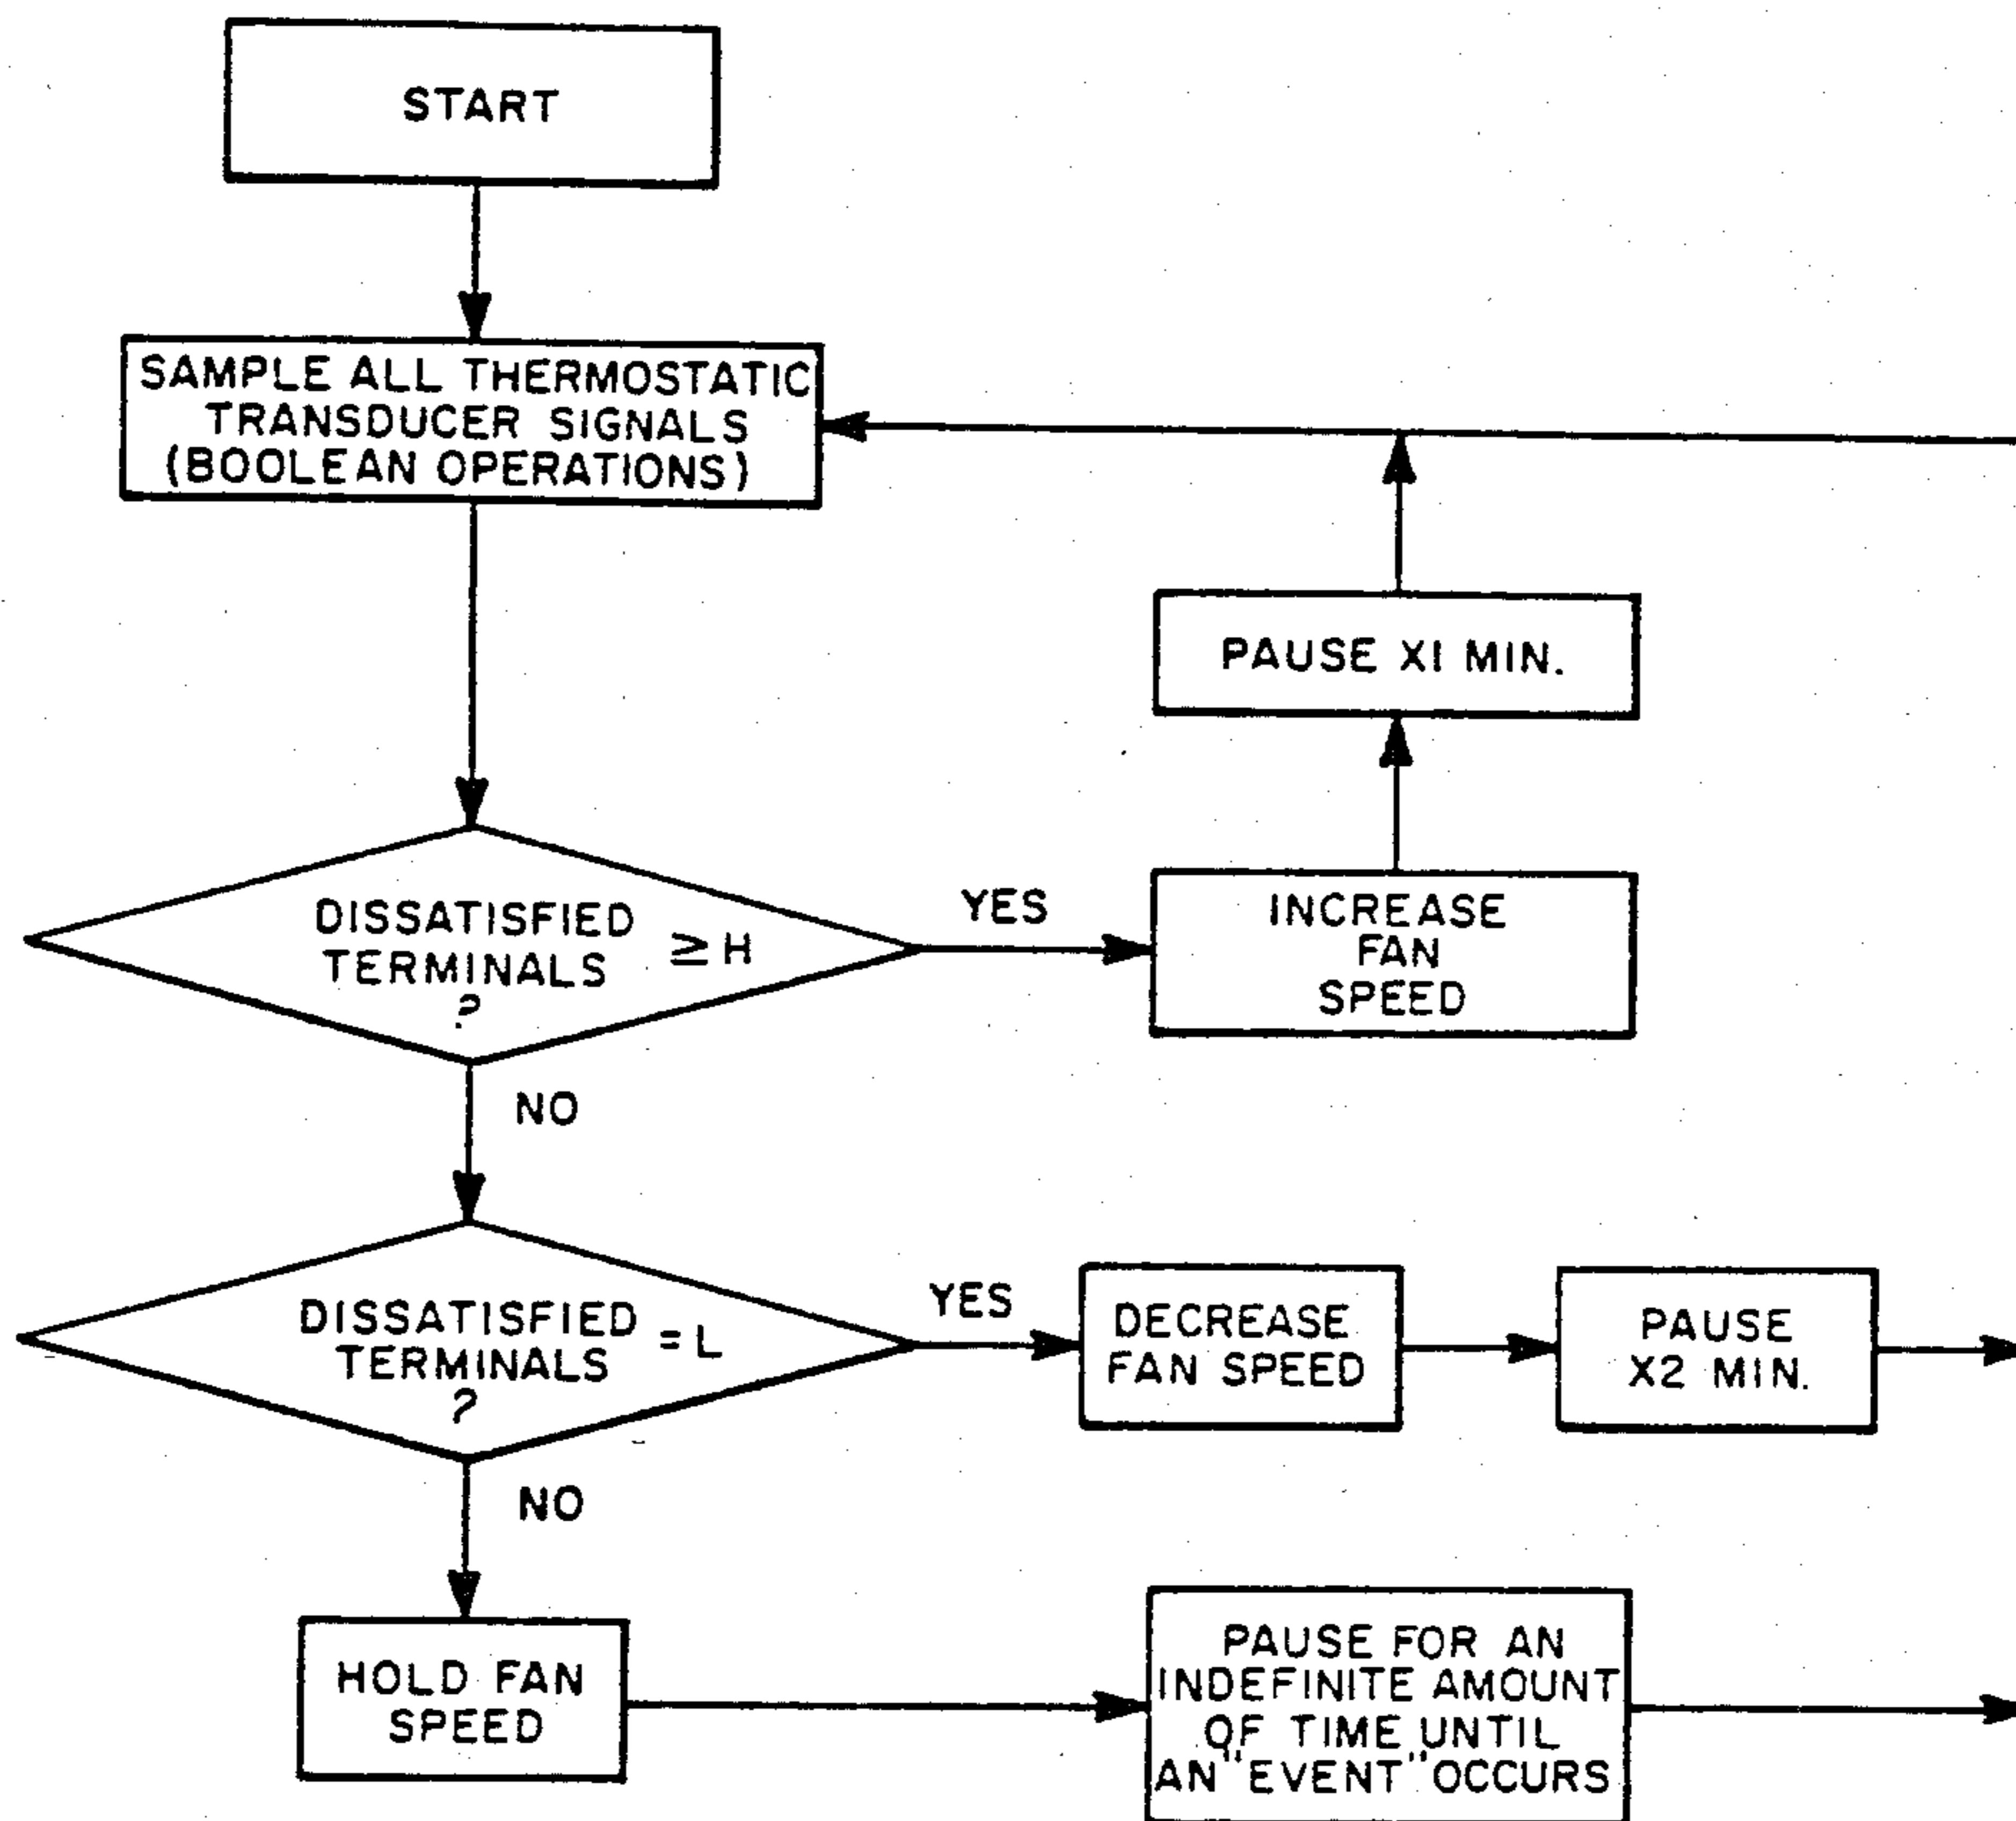 START
SAMPLE ALL THERMOSTATIC
TRANSDUCER SIGNALS
(BOOLEAN OPERATIONS)
PAUSE X1 MIN.
DISSATISFIED
TERMINALS ≥ H
?
YES
INCREASE
FAN
SPEED
NO
DISSATISFIED
TERMINALS = L
?
YES
DECREASE
FAN SPEED
PAUSE
X2 MIN.
NO
HOLD FAN
SPEED
PAUSE FOR AN
INDEFINITE AMOUNT
OF TIME UNTIL
AN "EVENT" OCCURS